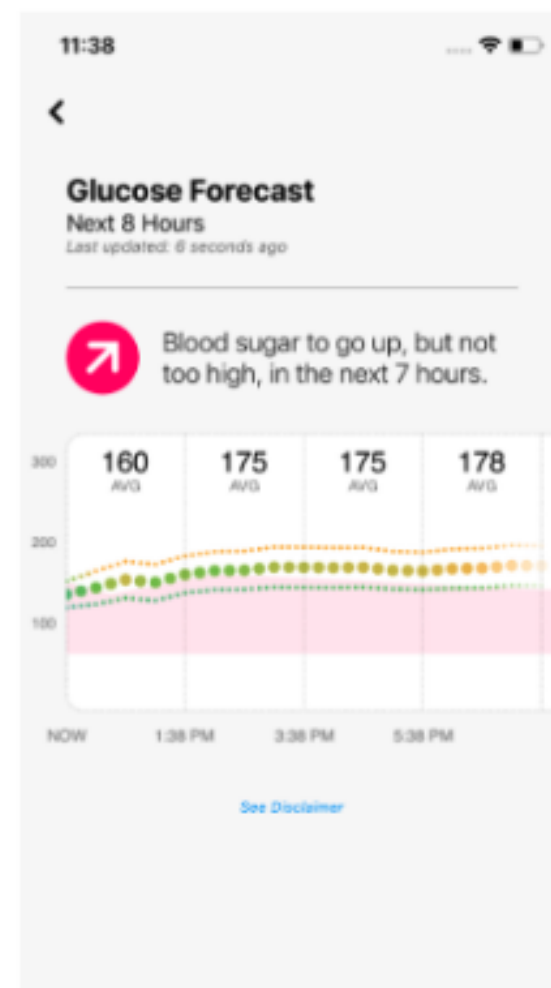 11:38
Glucose Forecast
Next 8 Hours
Last updated: 6 seconds ago
Blood sugar to go up, but not
too high, in the next 7 hours.
300
160 175 175 178
AVG AVG AVG AVG
200
100
NOW 1:38 PM 3:38 PM 5:38 PM
See Disclaimer